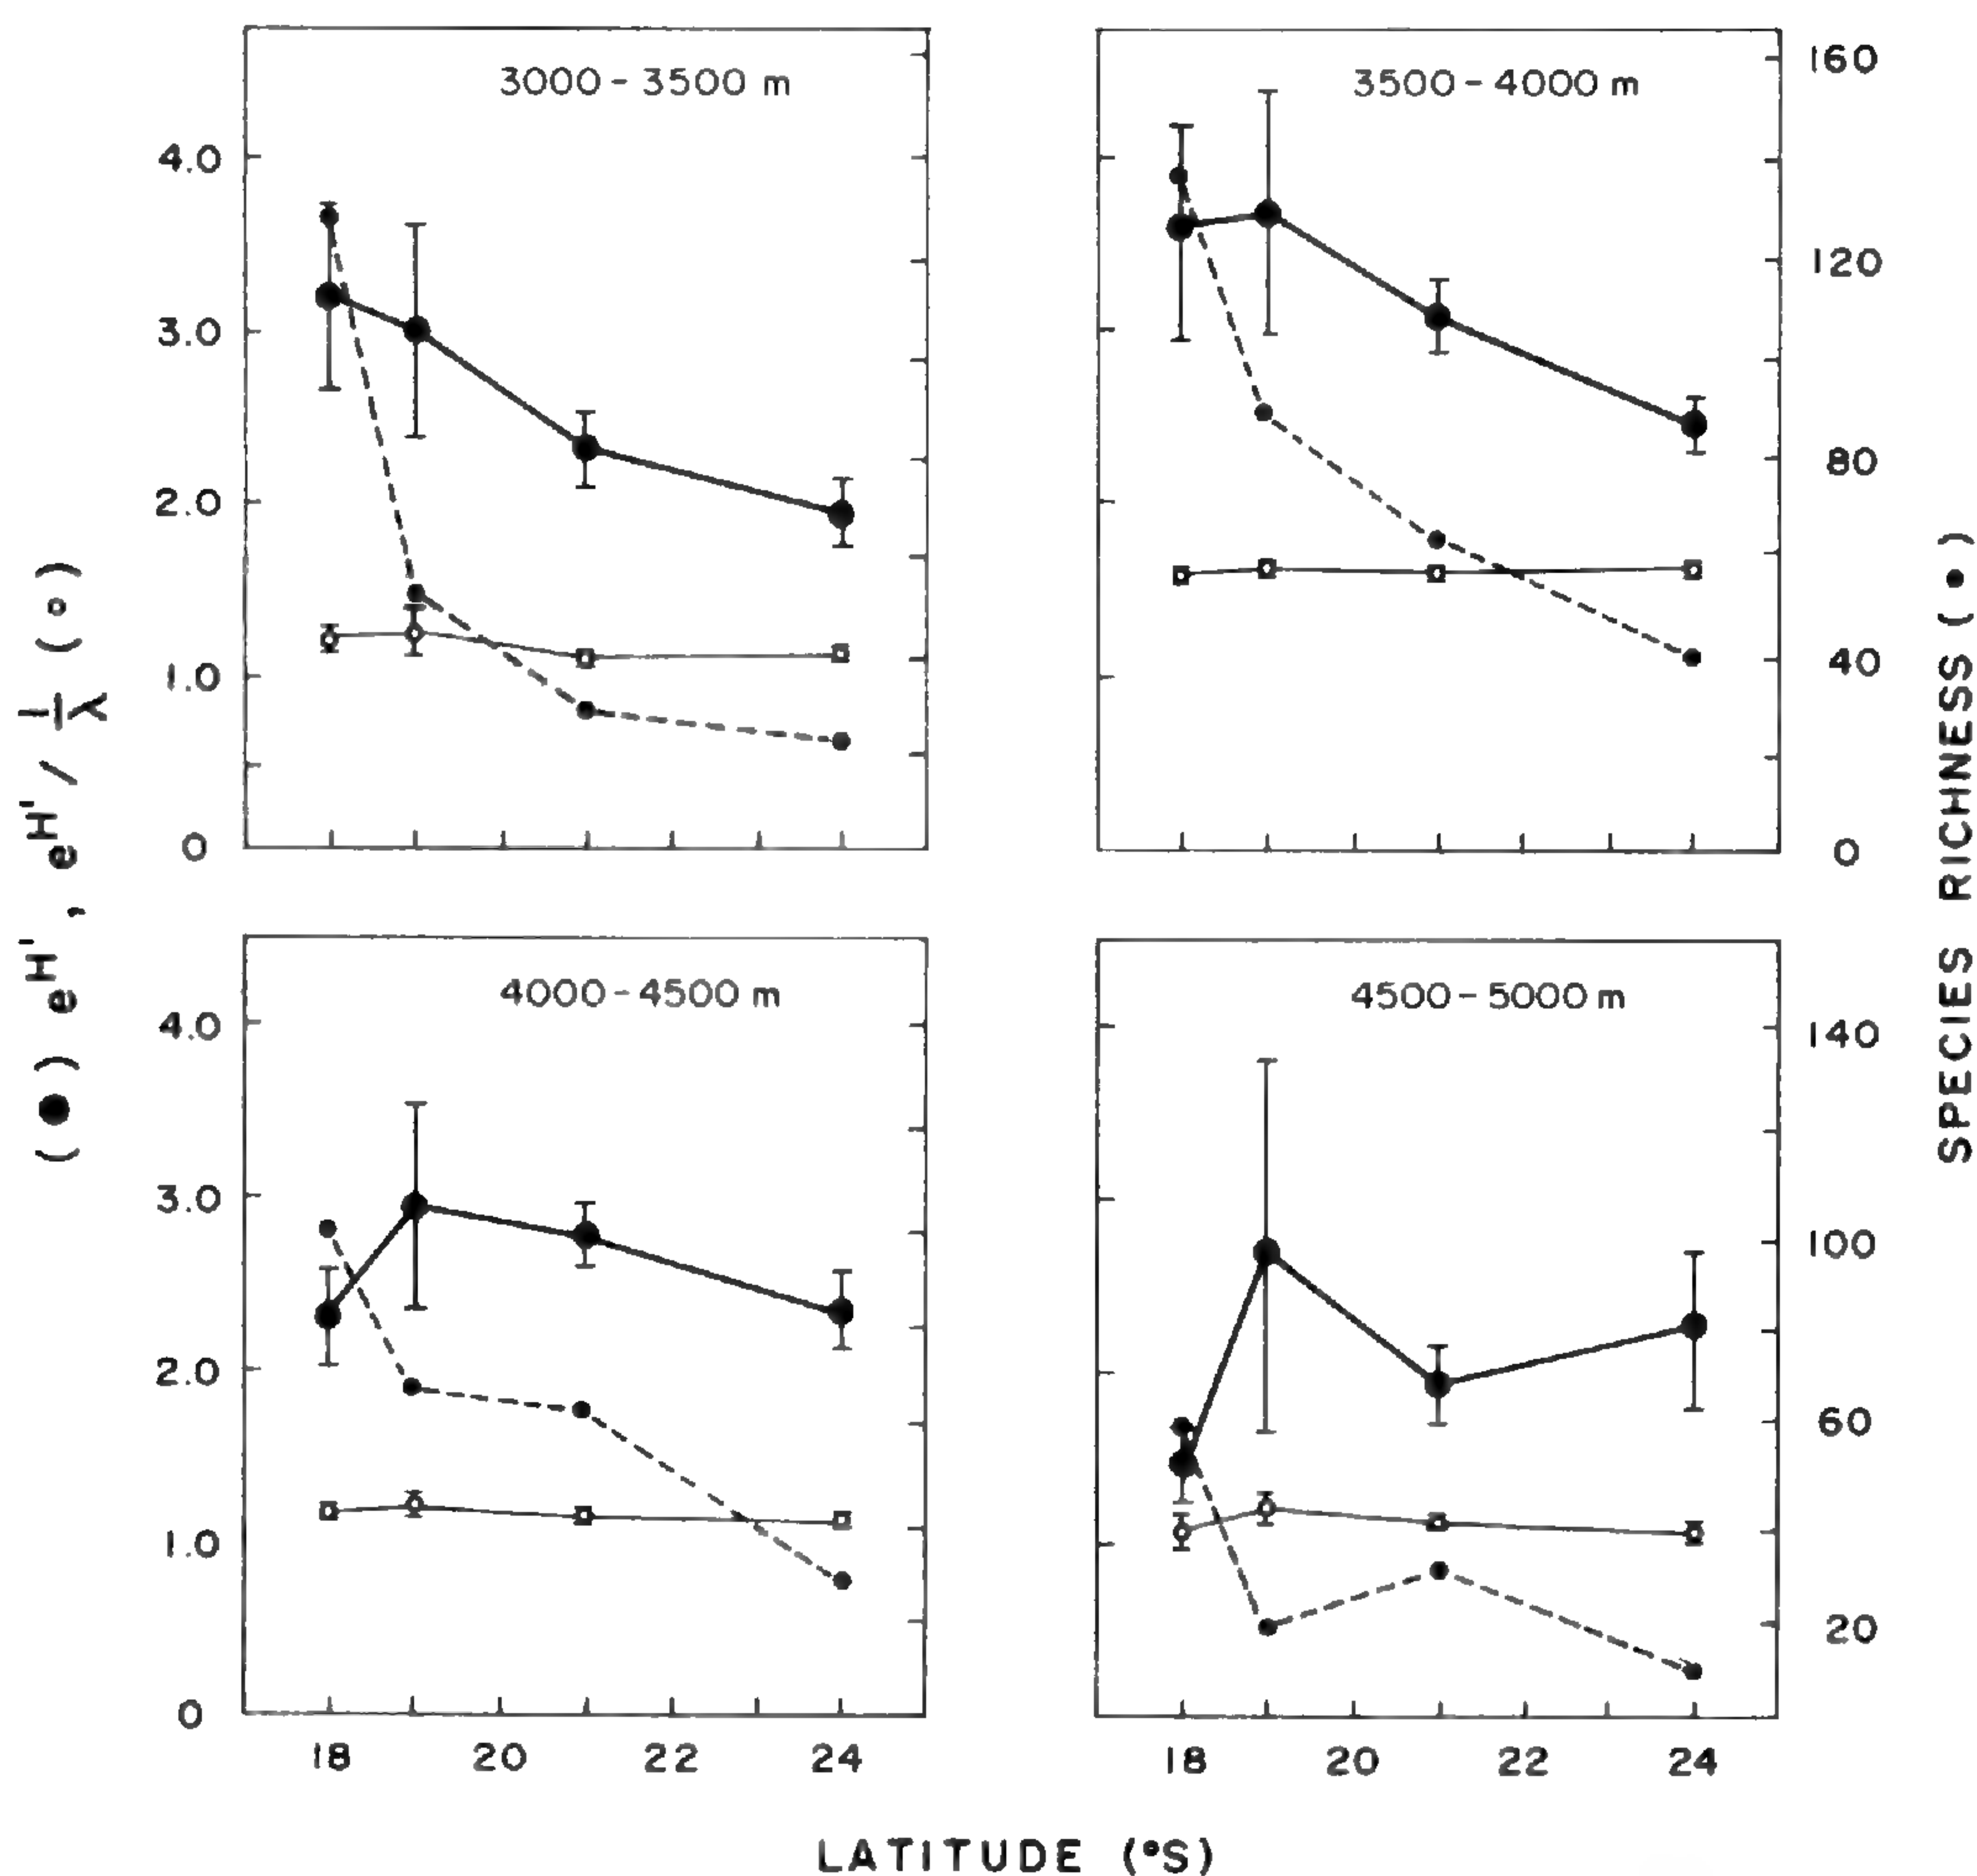 3000-3500 m
4.0
3.0
2.0
1.0
0
3500-4000 m
160
120
80
40
0
4000-4500 m
4.0
3.0
2.0
1.0
0
18 20 22 24
4500-5000 m
140
100
60
20
18 20 22 24
(●) eH', eH' / 1/λ (○)
SPECIES RICHNESS (•)
LATITUDE (°S)